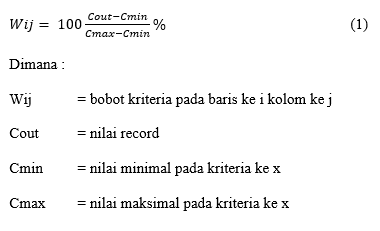 Wij = 100 Cout−Cmin / Cmax−Cmin % (1)
Dimana :
Wij = bobot kriteria pada baris ke i kolom ke j
Cout = nilai record
Cmin = nilai minimal pada kriteria ke x
Cmax = nilai maksimal pada kriteria ke x